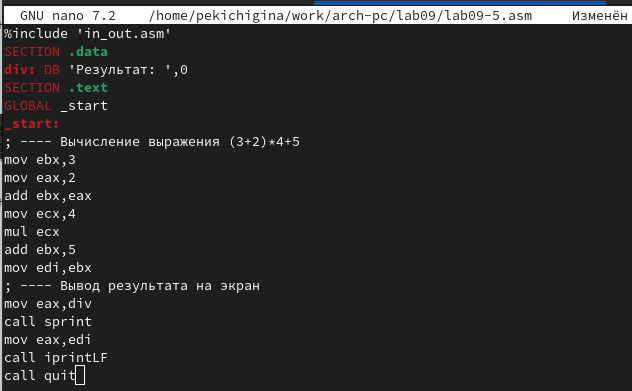 GNU nano 7.2 /home/pekichigina/work/arch-pc/lab09/lab09-5.asm Изменён
%include 'in_out.asm'
SECTION .data
div: DB 'Результат: ',0
SECTION .text
GLOBAL _start
_start:
; ---- Вычисление выражения (3+2)*4+5
mov ebx,3
mov eax,2
add ebx,eax
mov ecx,4
mul ecx
add ebx,5
mov edi,ebx
; ---- Вывод результата на экран
mov eax,div
call sprint
mov eax,edi
call iprintLF
call quit